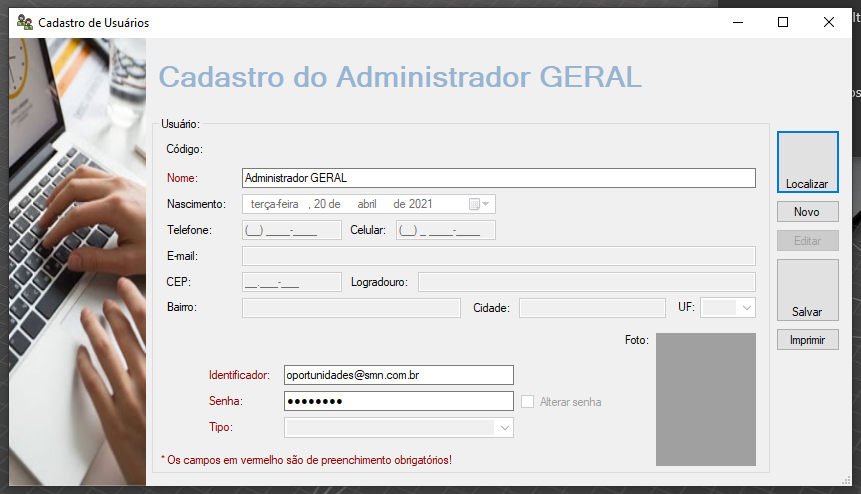 Cadastro de Usuários
Cadastro do Administrador GERAL
Usuário:
Código:
Nome: Administrador GERAL
Nascimento: terça-feira , 20 de abril de 2021
Telefone: (__) ____-____ Celular: (__) _ ____-____
E-mail:
CEP: __.___-___ Logradouro:
Bairro: Cidade: UF:
Foto:
Identificador: oportunidades@smn.com.br
Senha: ●●●●●●●● Alterar senha
Tipo:
* Os campos em vermelho são de preenchimento obrigatórios!
Localizar
Novo
Editar
Salvar
Imprimir